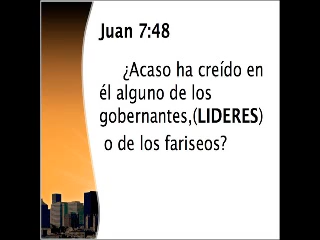 Juan 7:48
¿Acaso ha creído en
él alguno de los
gobernantes,(LIDERES)
o de los fariseos?